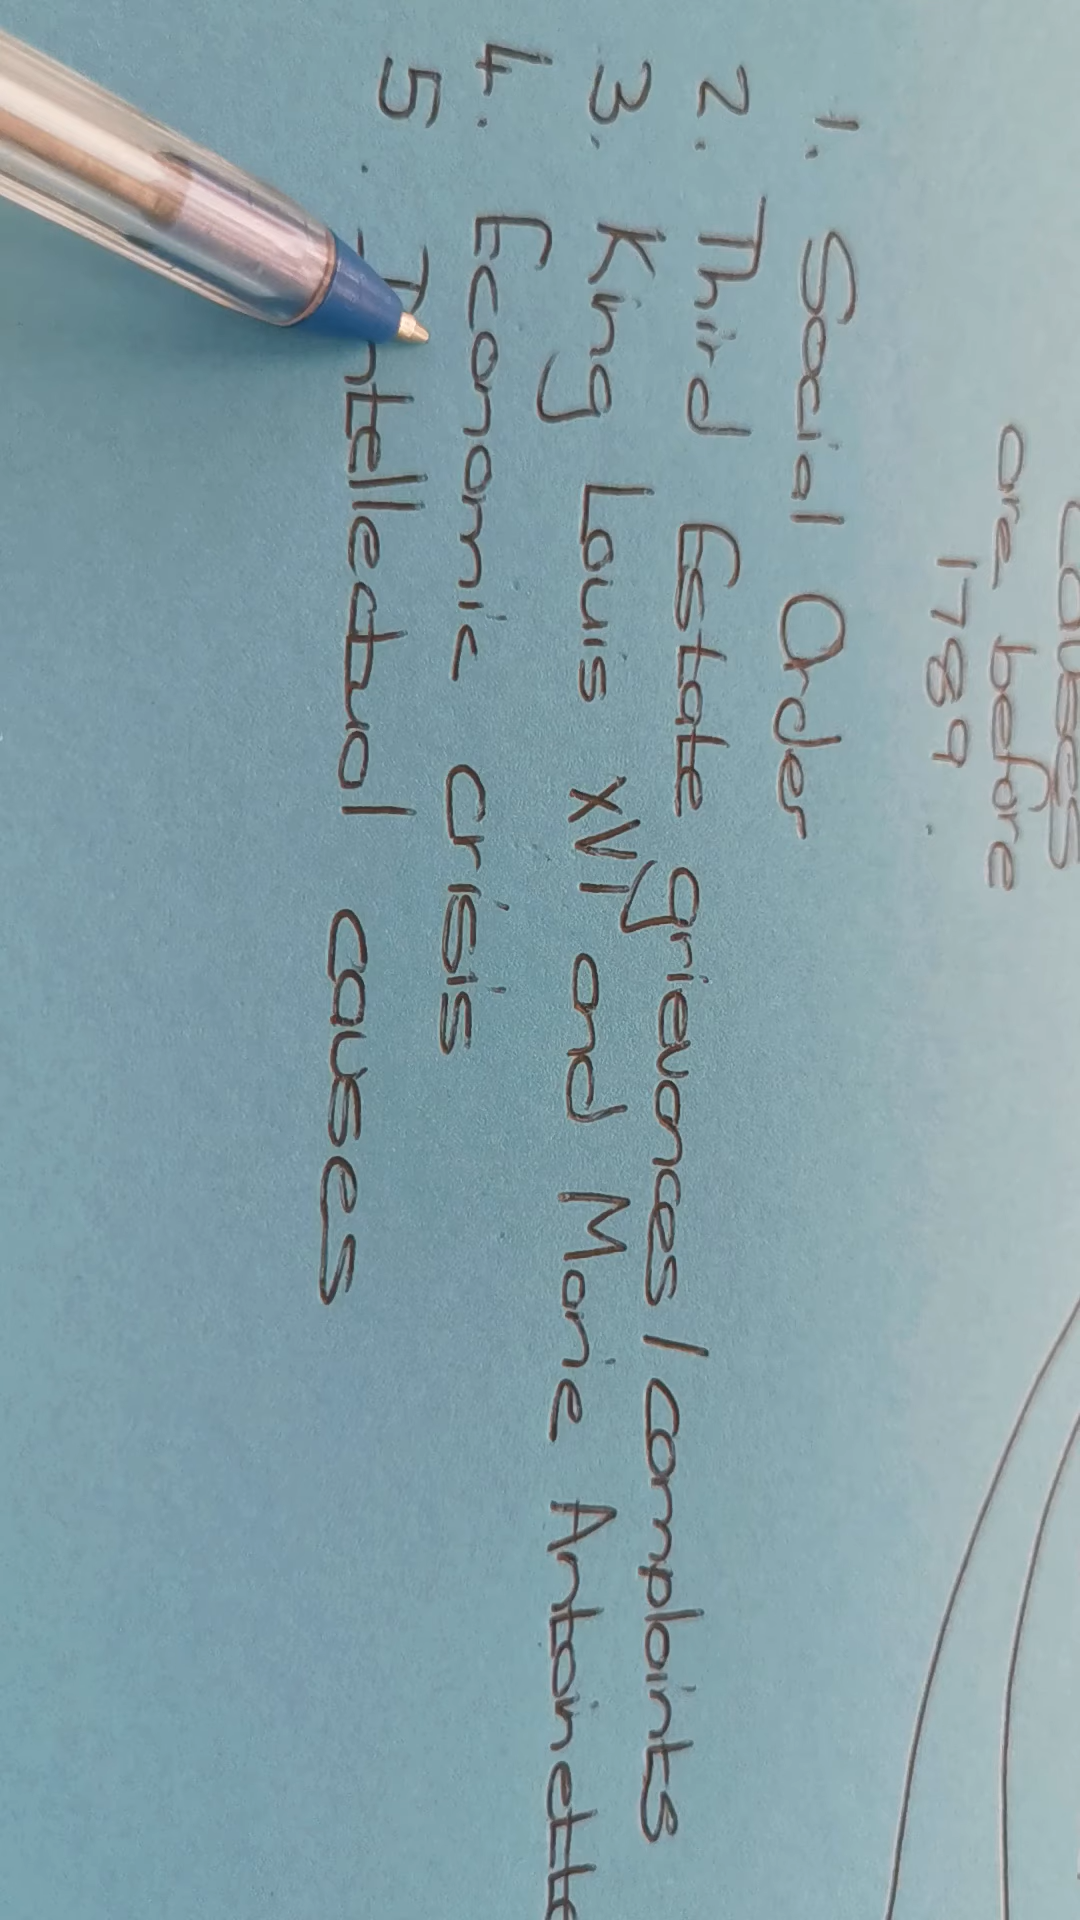 causes
are before
1789.
1. Social Order
2. Third Estate grievances / complaints
3. King Louis XVI and Marie Antoinette
4. Economic crisis
5. Intellectual causes